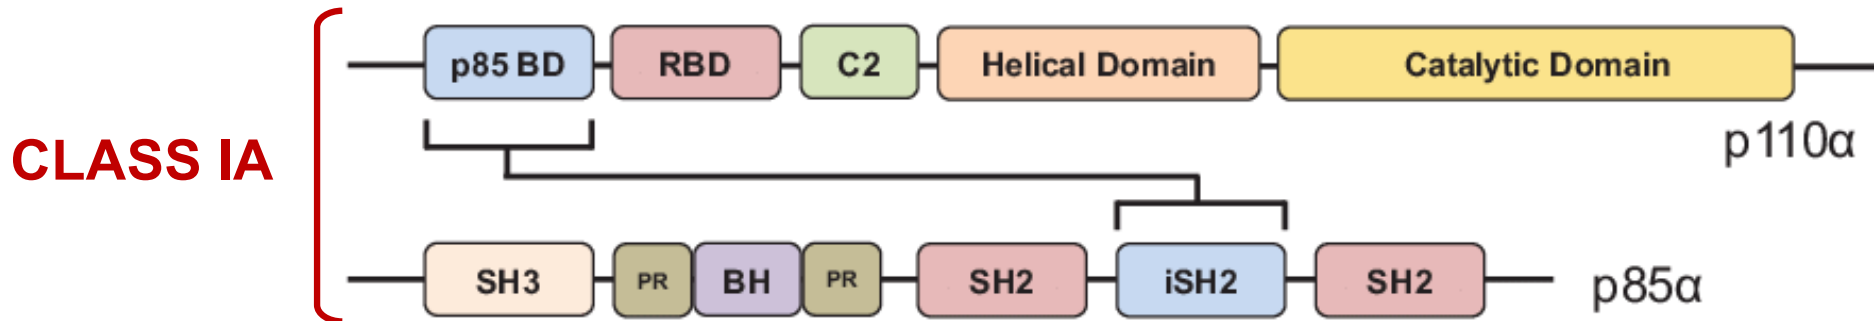 p85 BD RBD C2 Helical Domain Catalytic Domain
p110α
CLASS IA
SH3 PR BH PR SH2 iSH2 SH2 p85α